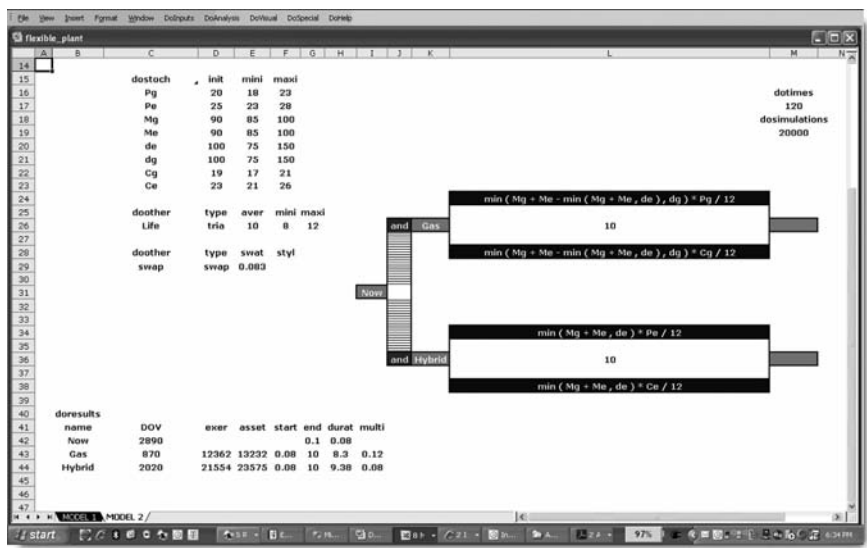 File View Insert Format Window DoInputs DoAnalysis DoVisual DoSpecial DoHelp
flexible_plant
A B C D E F G H I J K L M N
14
15 dostoch init mini maxi
16 Pg 20 18 23 dotimes
17 Pe 25 23 28 120
18 Mg 90 85 100 dosimulations
19 Me 90 85 100 20000
20 de 100 75 150
21 dg 100 75 150
22 Cg 19 17 21
23 Ce 23 21 26
24 min ( Mg + Me - min ( Mg + Me , de ) , dg ) * Pg / 12
25 doother type aver mini maxi
26 Life tria 10 8 12 and Gas 10
27
28 doother type swat styl min ( Mg + Me - min ( Mg + Me , de ) , dg ) * Cg / 12
29 swap swap 0.083
30
31 Now
32
33
34 min ( Mg + Me , de ) * Pe / 12
35
36 and Hybrid 10
37
38 min ( Mg + Me , de ) * Ce / 12
39
40 doresults
41 name DOV exer asset start end durat multi
42 Now 2890 0.1 0.08
43 Gas 870 12362 13232 0.08 10 8.3 0.12
44 Hybrid 2020 21554 23575 0.08 10 9.38 0.08
45
46
47
MODEL 1 MODEL 2
start 97% 6:34 PM